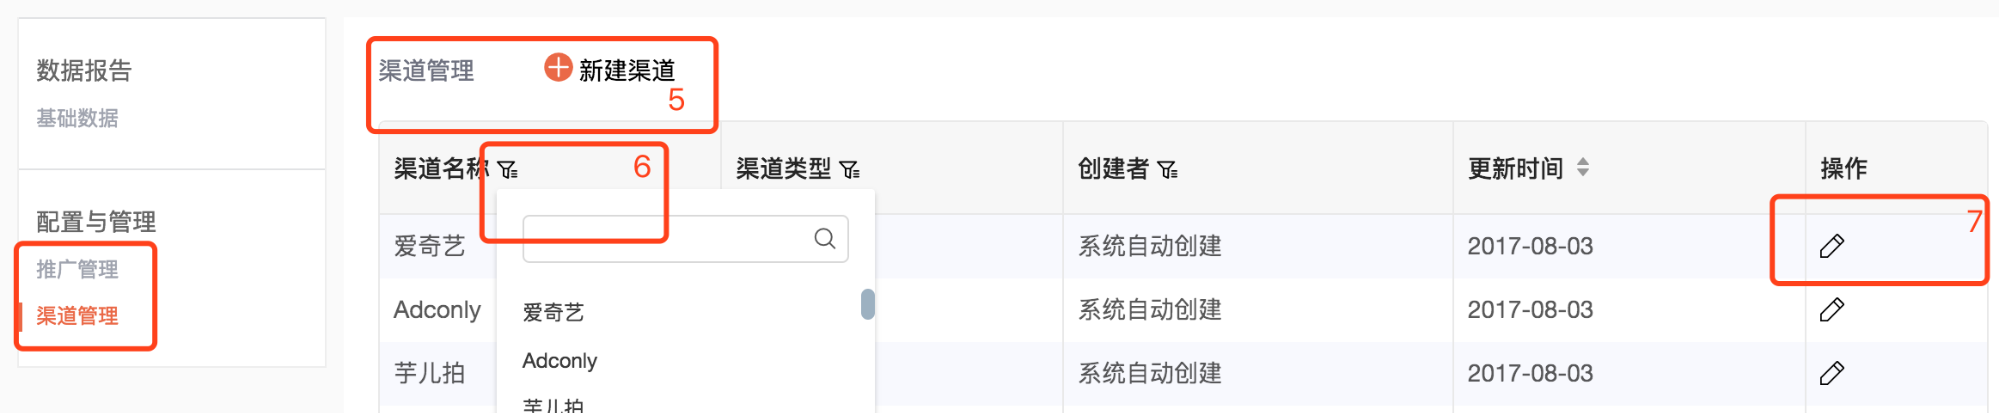 数据报告
基础数据
配置与管理
推广管理
渠道管理
渠道管理 新建渠道
5
渠道名称 6 渠道类型 创建者 更新时间 操作
7
爱奇艺 系统自动创建 2017-08-03
Adconly 系统自动创建 2017-08-03
芋儿拍 系统自动创建 2017-08-03
爱奇艺
Adconly
芋儿拍